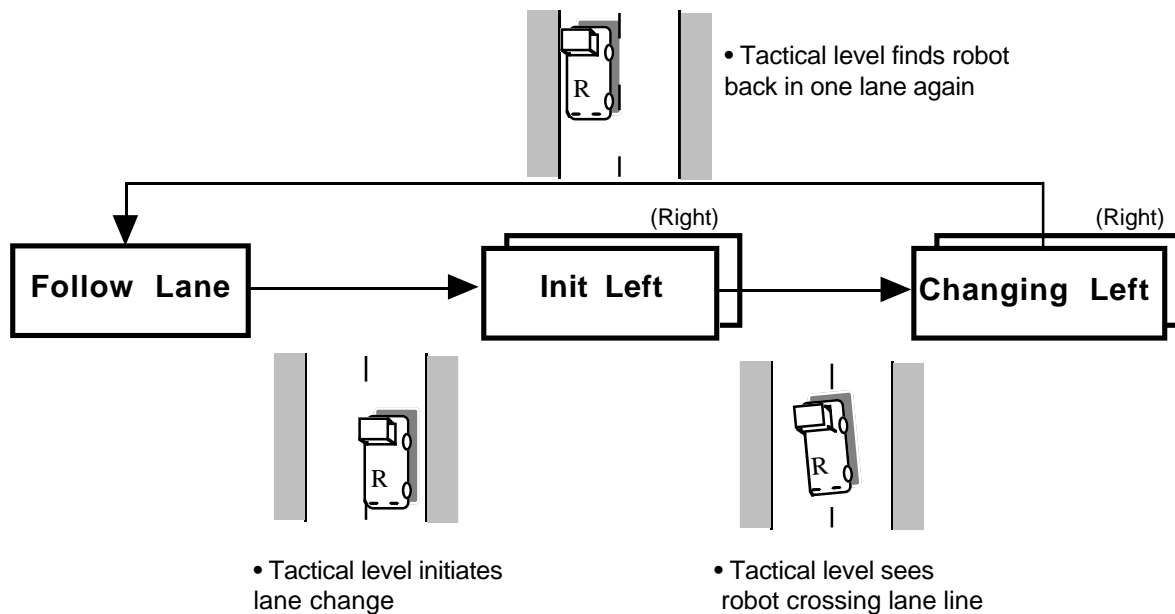 R
• Tactical level finds robot
back in one lane again
(Right)
(Right)
Follow Lane
Init Left
Changing Left
R
R
• Tactical level initiates
lane change
• Tactical level sees
robot crossing lane line